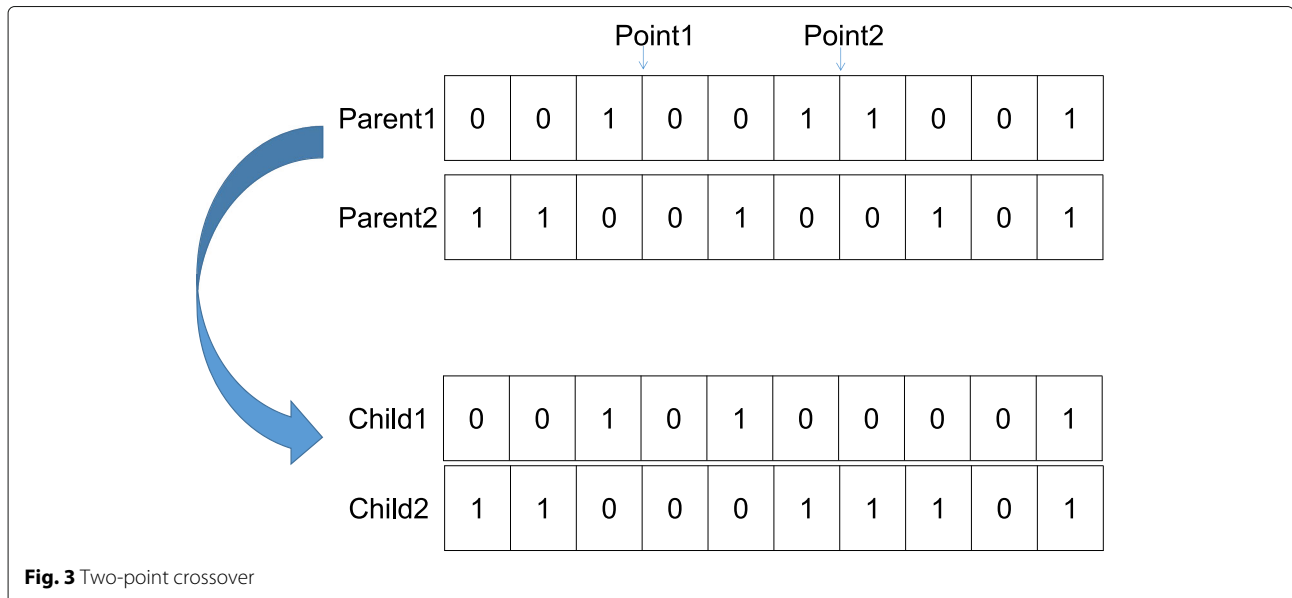 Point1 Point2
Parent1 0 0 1 0 0 1 1 0 0 1
Parent2 1 1 0 0 1 0 0 1 0 1
Child1 0 0 1 0 1 0 0 0 0 1
Child2 1 1 0 0 0 1 1 1 0 1
Fig. 3 Two-point crossover